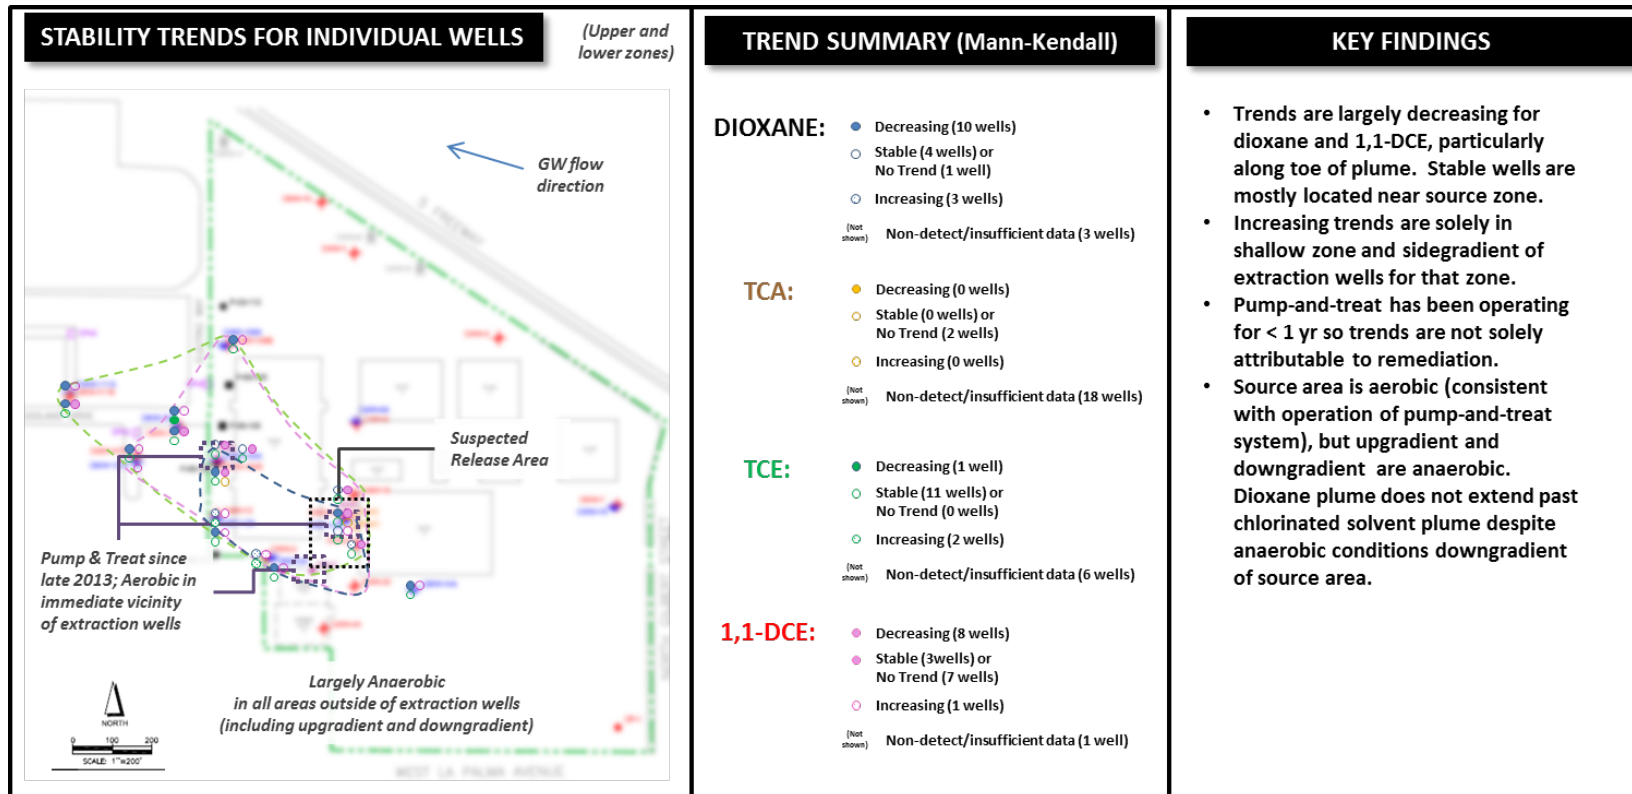 STABILITY TRENDS FOR INDIVIDUAL WELLS
(Upper and
lower zones)
GW flow
direction
Suspected
Release Area
Pump & Treat since
late 2013; Aerobic in
immediate vicinity
of extraction wells
Largely Anaerobic
in all areas outside of extraction wells
(including upgradient and downgradient)
NORTH
0 100 200
SCALE: 1"=200'
WEST LA PALMA AVENUE
TREND SUMMARY (Mann-Kendall)
DIOXANE:
Decreasing (10 wells)
Stable (4 wells) or
No Trend (1 well)
Increasing (3 wells)
(Not
shown)
Non-detect/insufficient data (3 wells)
TCA:
Decreasing (0 wells)
Stable (0 wells) or
No Trend (2 wells)
Increasing (0 wells)
(Not
shown)
Non-detect/insufficient data (18 wells)
TCE:
Decreasing (1 well)
Stable (11 wells) or
No Trend (0 wells)
Increasing (2 wells)
(Not
shown)
Non-detect/insufficient data (6 wells)
1,1-DCE:
Decreasing (8 wells)
Stable (3wells) or
No Trend (7 wells)
Increasing (1 wells)
(Not
shown)
Non-detect/insufficient data (1 well)
KEY FINDINGS
• Trends are largely decreasing for
dioxane and 1,1-DCE, particularly
along toe of plume. Stable wells are
mostly located near source zone.
• Increasing trends are solely in
shallow zone and sidegradient of
extraction wells for that zone.
• Pump-and-treat has been operating
for < 1 yr so trends are not solely
attributable to remediation.
• Source area is aerobic (consistent
with operation of pump-and-treat
system), but upgradient and
downgradient are anaerobic.
Dioxane plume does not extend past
chlorinated solvent plume despite
anaerobic conditions downgradient
of source area.